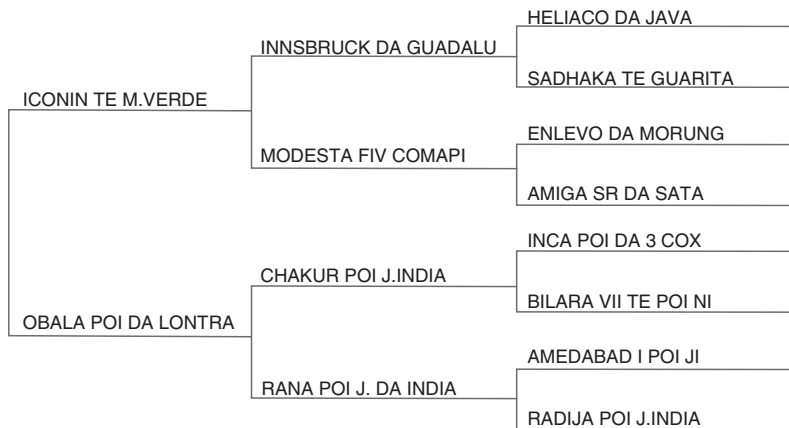 HELIACO DA JAVA
INNSBRUCK DA GUADALU
SADHAKA TE GUARITA
ICONIN TE M.VERDE
ENLEVO DA MORUNG
MODESTA FIV COMAPI
AMIGA SR DA SATA
INCA POI DA 3 COX
CHAKUR POI J.INDIA
BILARA VII TE POI NI
OBALA POI DA LONTRA
AMEDABAD I POI JI
RANA POI J. DA INDIA
RADIJA POI J.INDIA